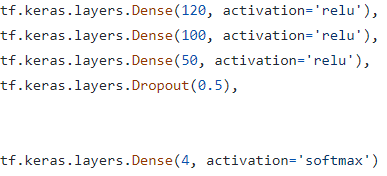 tf.keras.layers.Dense(120, activation='relu'),
tf.keras.layers.Dense(100, activation='relu'),
tf.keras.layers.Dense(50, activation='relu'),
tf.keras.layers.Dropout(0.5),
tf.keras.layers.Dense(4, activation='softmax')